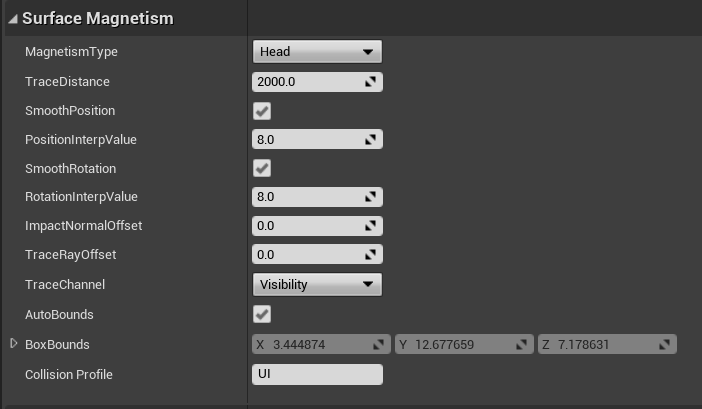 Surface Magnetism
MagnetismType Head
TraceDistance 2000.0
SmoothPosition
PositionInterpValue 8.0
SmoothRotation
RotationInterpValue 8.0
ImpactNormalOffset 0.0
TraceRayOffset 0.0
TraceChannel Visibility
AutoBounds
BoxBounds X 3.444874 Y 12.677659 Z 7.178631
Collision Profile UI